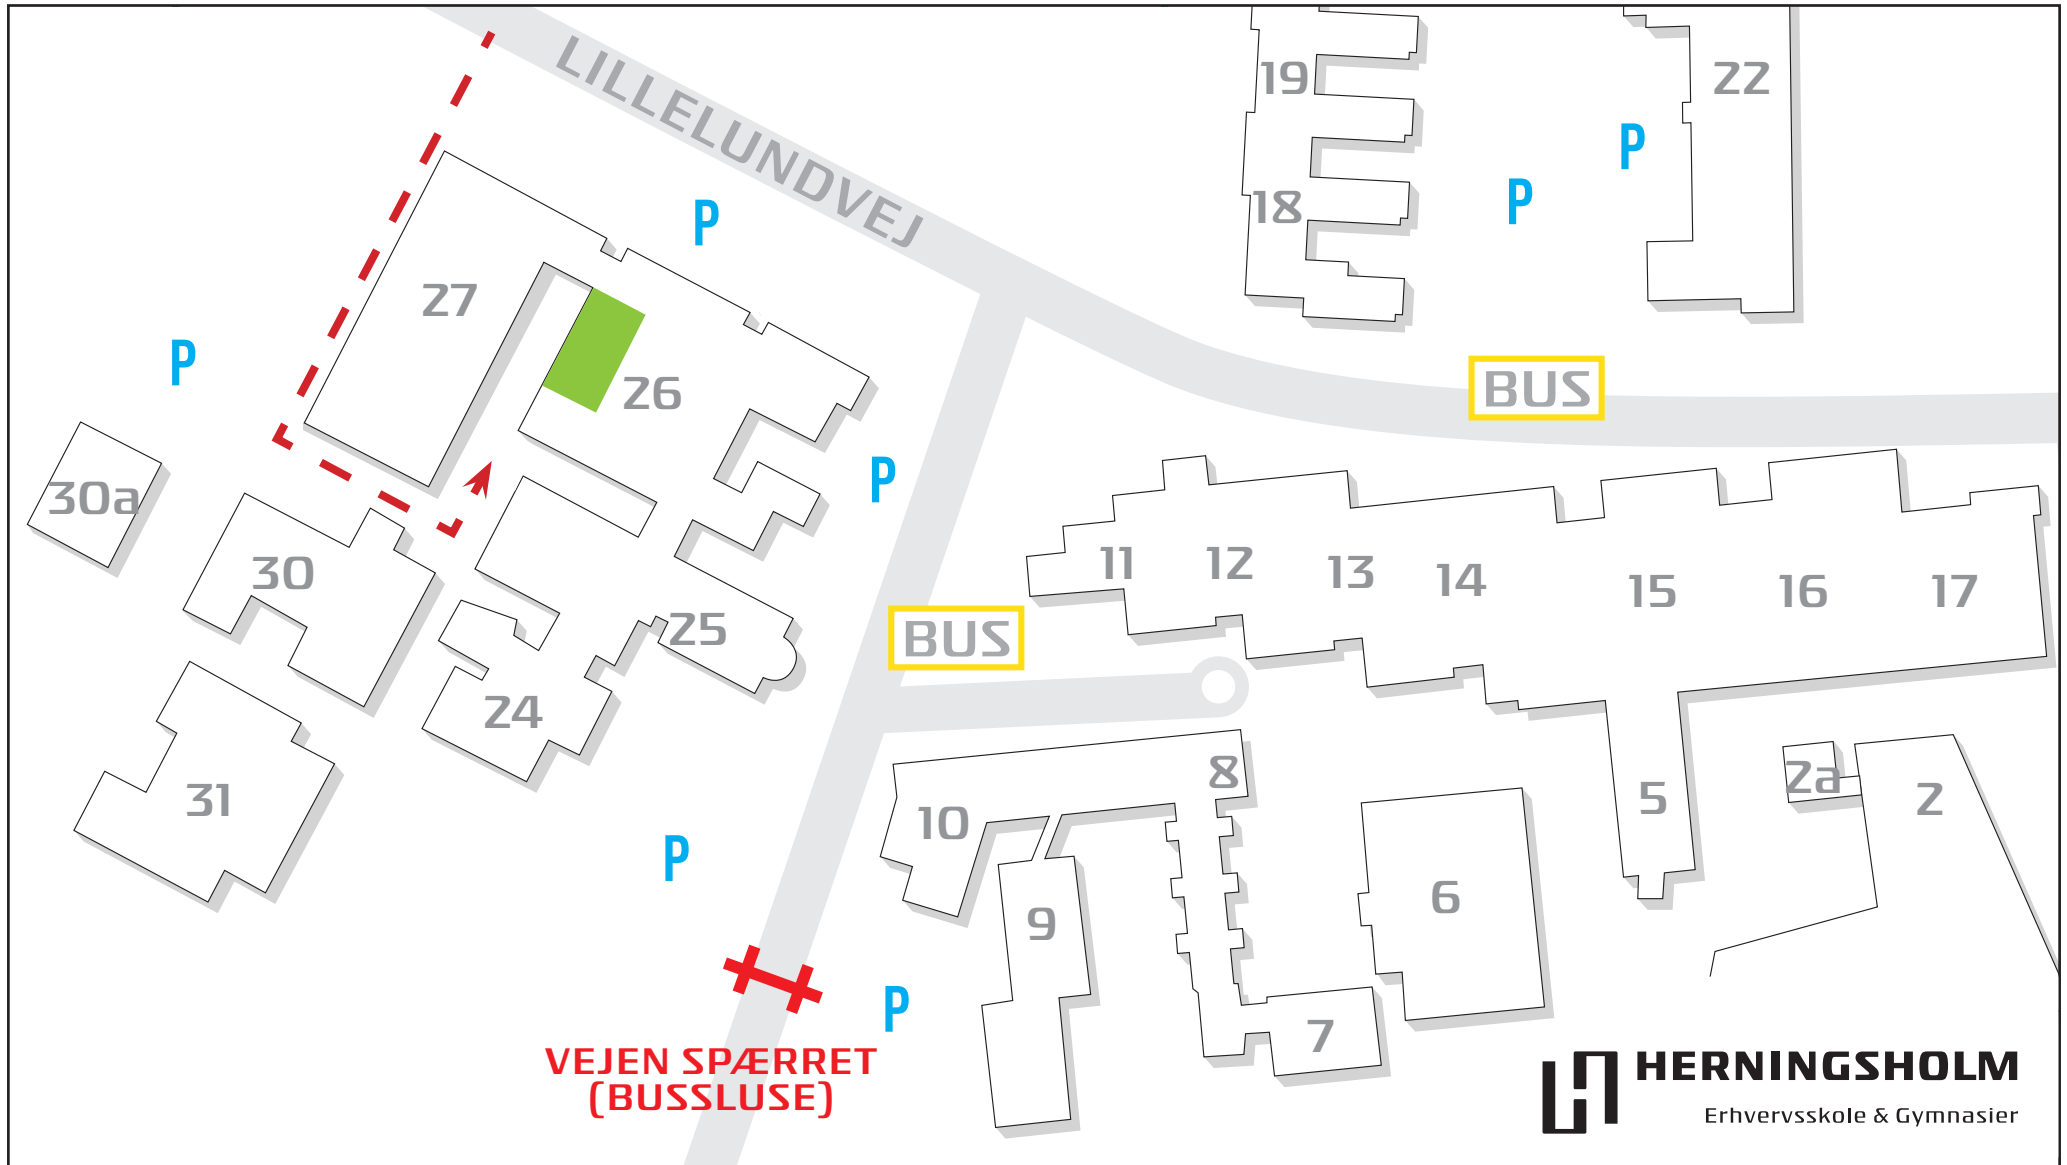 LILLELUNDVEJ
19
22
P
18
P
P
27
P
26
BUS
30a
P
11
12
13
14
15
16
17
30
25
BUS
24
31
8
2a
2
5
10
P
6
9
P
7
VEJEN SPÆRRET
(BUSSLUSE)
HERNINGSHOLM
Erhvervsskole & Gymnasier